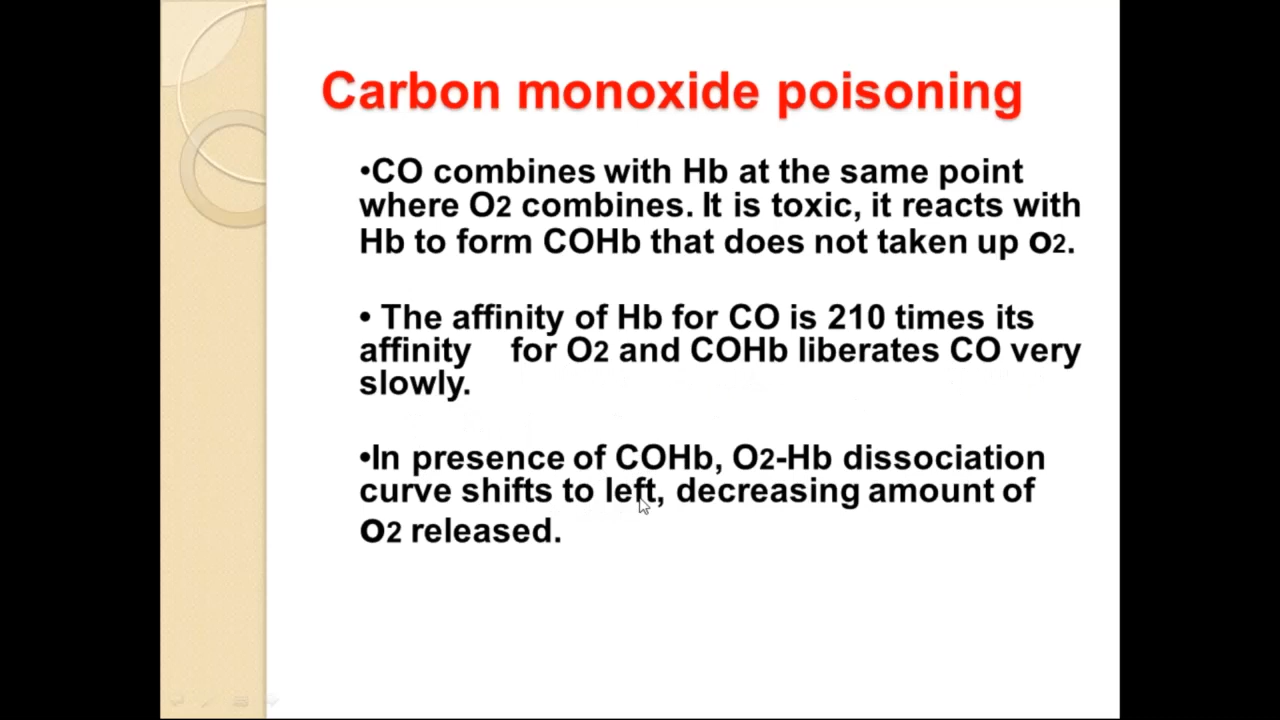 Carbon monoxide poisoning
•CO combines with Hb at the same point
where O2 combines. It is toxic, it reacts with
Hb to form COHb that does not taken up o2.
• The affinity of Hb for CO is 210 times its
affinity for O2 and COHb liberates CO very
slowly.
•In presence of COHb, O2-Hb dissociation
curve shifts to left, decreasing amount of
o2 released.